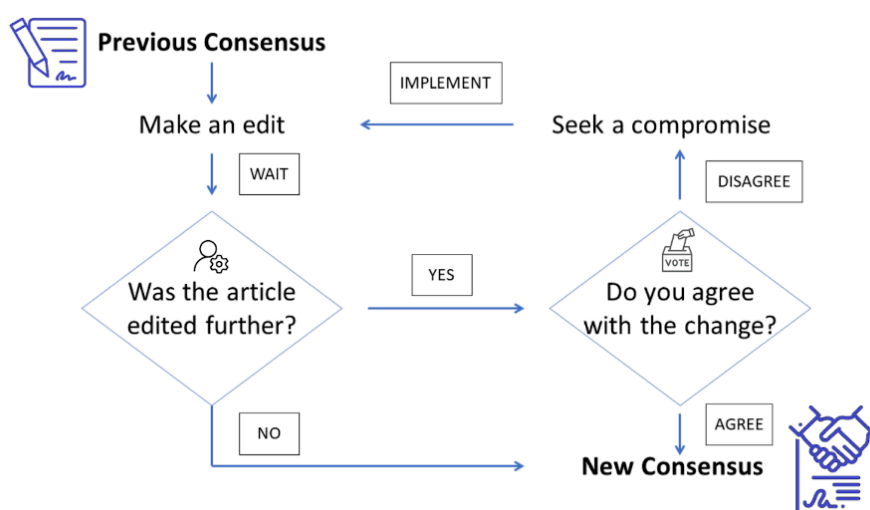 Previous Consensus
IMPLEMENT
Make an edit
Seek a compromise
WAIT
DISAGREE
VOTE
Was the article
edited further?
YES
Do you agree
with the change?
NO
AGREE
New Consensus